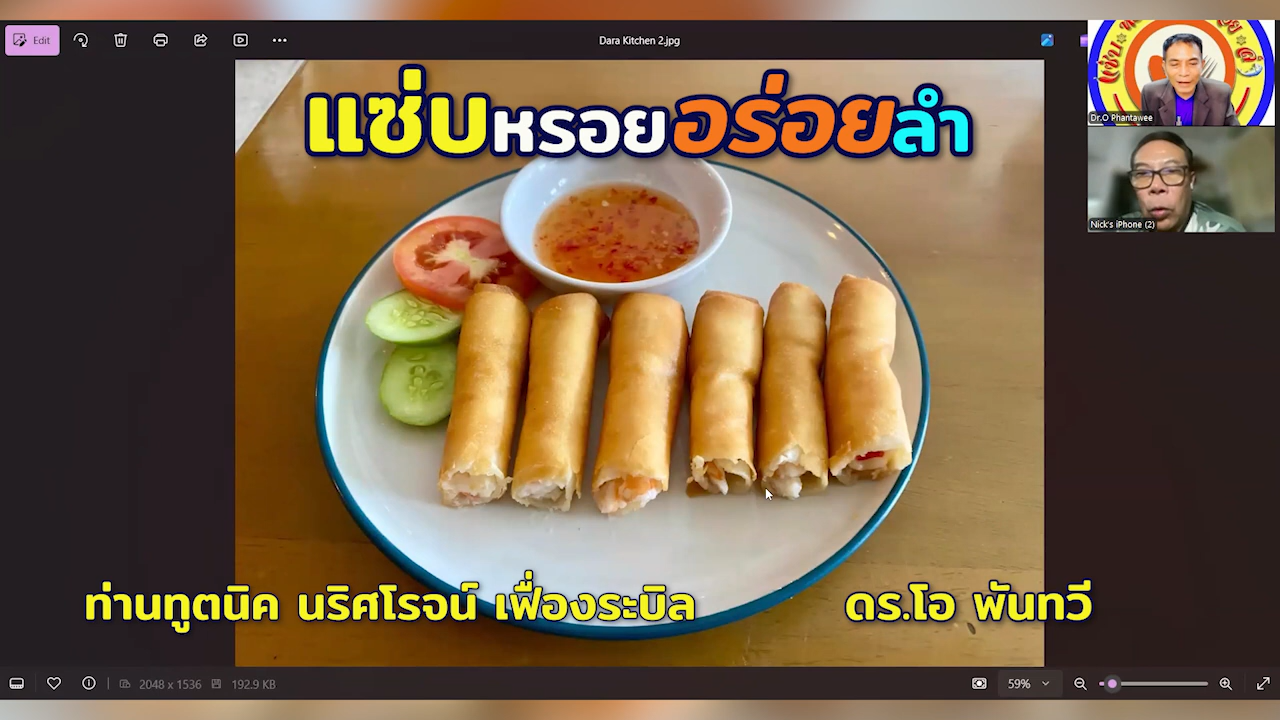 Edit
Dara Kitchen 2.jpg
แซ่บหรอยอร่อยลำ
Dr.O Phantawee
Nick's iPhone (2)
ท่านทูตนิค นริศโรจน์ เฟื่องระบิล
ดร.โอ พันทวี
2048 x 1536
192.9 KB
59%